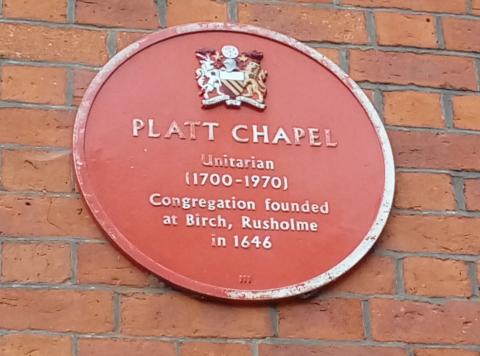 PLATT CHAPEL
Unitarian
(1700-1970)
Congregation founded
at Birch, Rusholme
in 1646